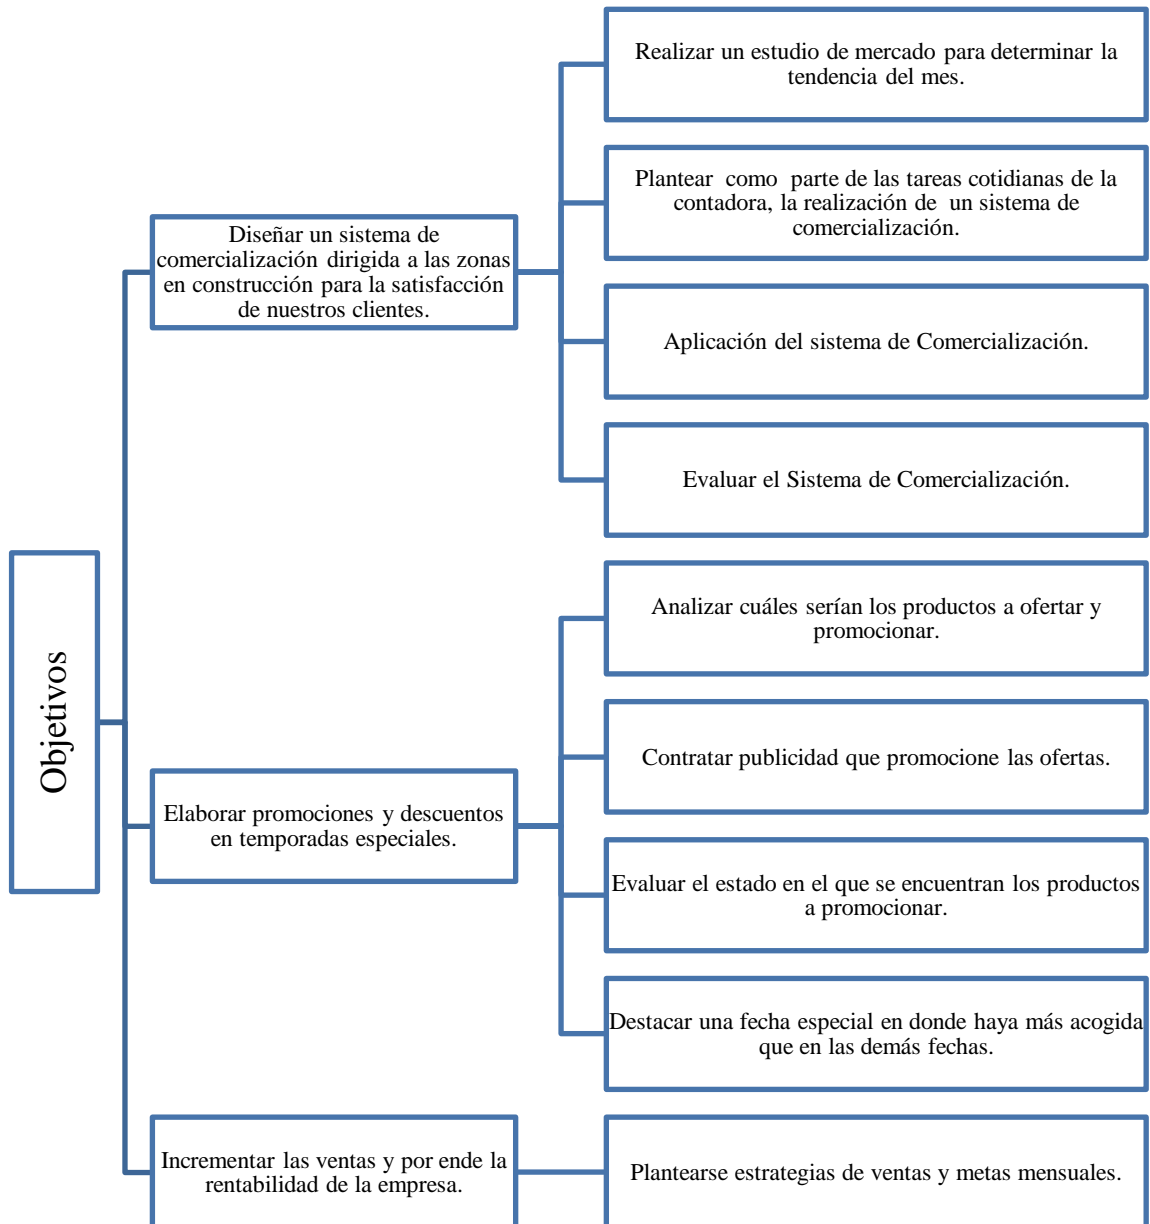 Objetivos
Diseñar un sistema de
comercialización dirigida a las zonas
en construcción para la satisfacción
de nuestros clientes.
Realizar un estudio de mercado para determinar la
tendencia del mes.
Plantear como parte de las tareas cotidianas de la
contadora, la realización de un sistema de
comercialización.
Aplicación del sistema de Comercialización.
Evaluar el Sistema de Comercialización.
Elaborar promociones y descuentos
en temporadas especiales.
Analizar cuáles serían los productos a ofertar y
promocionar.
Contratar publicidad que promocione las ofertas.
Evaluar el estado en el que se encuentran los productos
a promocionar.
Destacar una fecha especial en donde haya más acogida
que en las demás fechas.
Incrementar las ventas y por ende la
rentabilidad de la empresa.
Plantearse estrategias de ventas y metas mensuales.